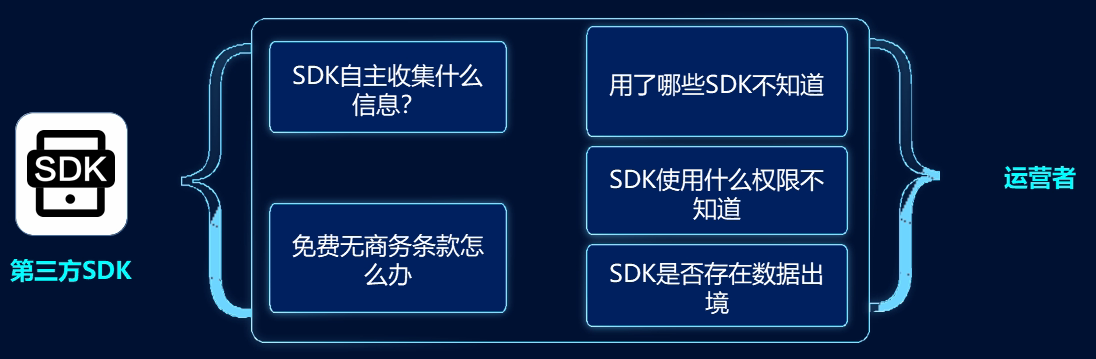 SDK
第三方SDK
SDK自主收集什么
信息？
免费无商务条款怎
么办
用了哪些SDK不知道
SDK使用什么权限不
知道
SDK是否存在数据出
境
运营者